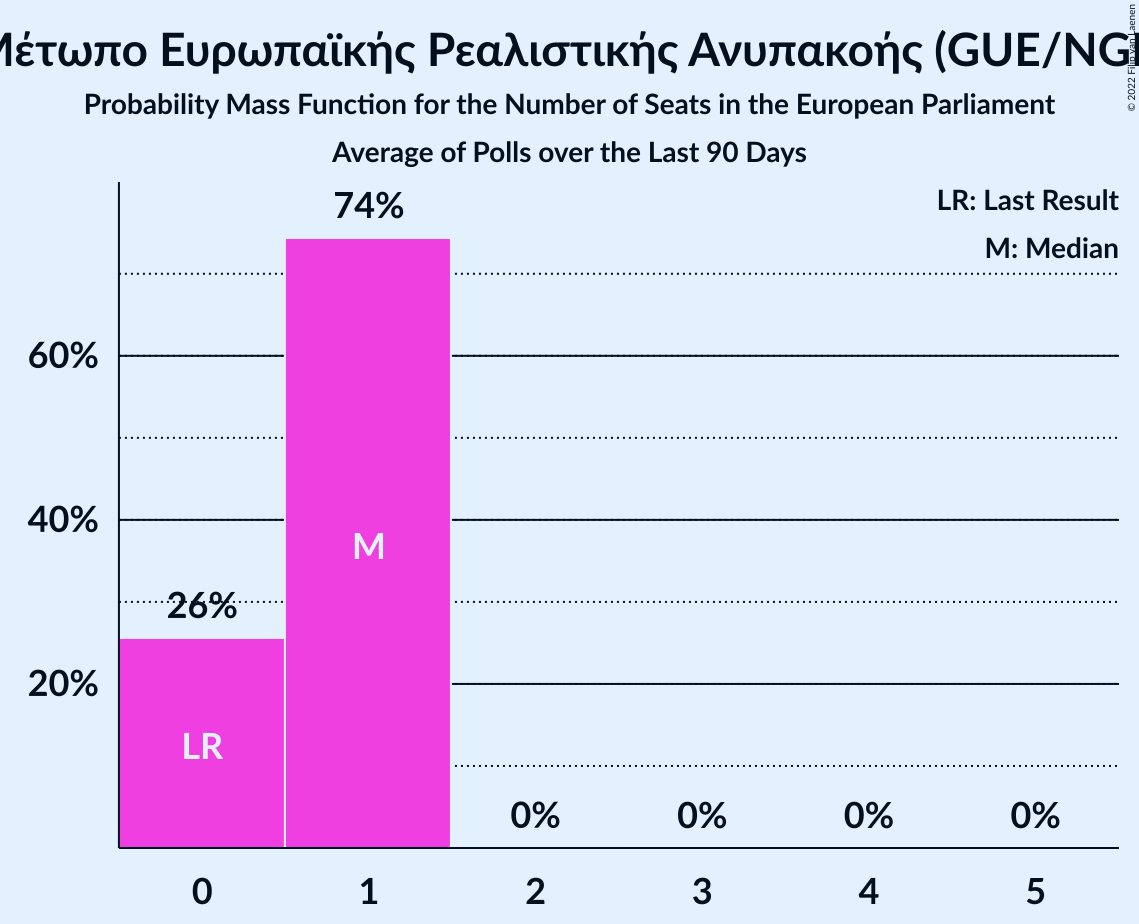 Μέτωπο Ευρωπαϊκής Ρεαλιστικής Ανυπακοής (GUE/NG
Probability Mass Function for the Number of Seats in the European Parliament
Average of Polls over the Last 90 Days
© 2022 Filip van Laenen
LR: Last Result
M: Median
74%
60%
M
40%
26%
20%
LR
0% 0% 0% 0%
0 1 2 3 4 5